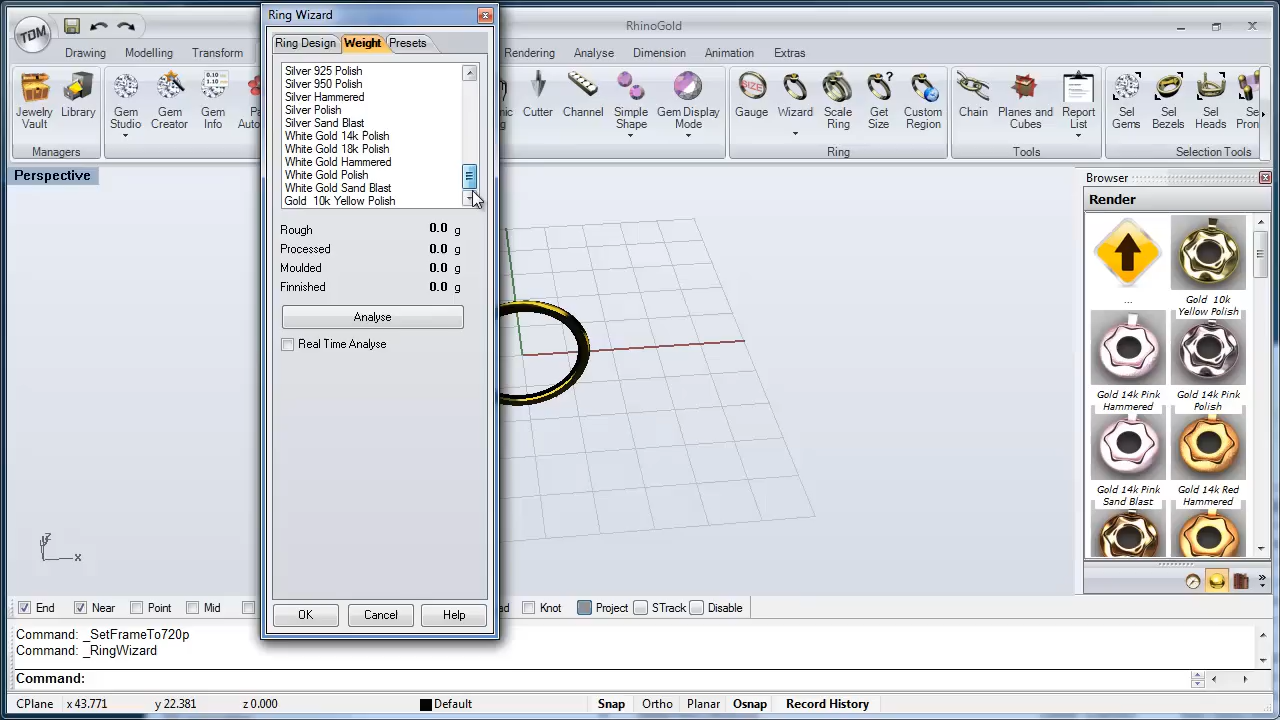 Ring Wizard
RhinoGold
TDM
Drawing Modelling Transform Rendering Analyse Dimension Animation Extras
Ring Design Weight Presets
Jewelry Vault
Library
Managers
Gem Studio
Gem Creator
Gem Info
Cutter
Channel
Simple Shape
Gem Display Mode
SIZE
Gauge
Wizard
Scale Ring
Get Size
Custom Region
Ring
Chain
Planes and Cubes
Report List
Tools
Sel Gems
Sel Bezels
Sel Heads
Selection Tools
Silver 925 Polish
Silver 950 Polish
Silver Hammered
Silver Polish
Silver Sand Blast
White Gold 14k Polish
White Gold 18k Polish
White Gold Hammered
White Gold Polish
White Gold Sand Blast
Gold 10k Yellow Polish
Rough 0.0 g
Processed 0.0 g
Moulded 0.0 g
Finnished 0.0 g
Analyse
Real Time Analyse
OK Cancel Help
Perspective
z
x
Browser
Render
...
Gold 10k
Yellow Polish
Gold 14k Pink
Hammered
Gold 14k Pink
Polish
Gold 14k Pink
Sand Blast
Gold 14k Red
Hammered
End Near Point Mid Knot Project STrack Disable
Command: _SetFrameTo720p
Command: _RingWizard
Command:
CPlane x 43.771 y 22.381 z 0.000 Default Snap Ortho Planar Osnap Record History